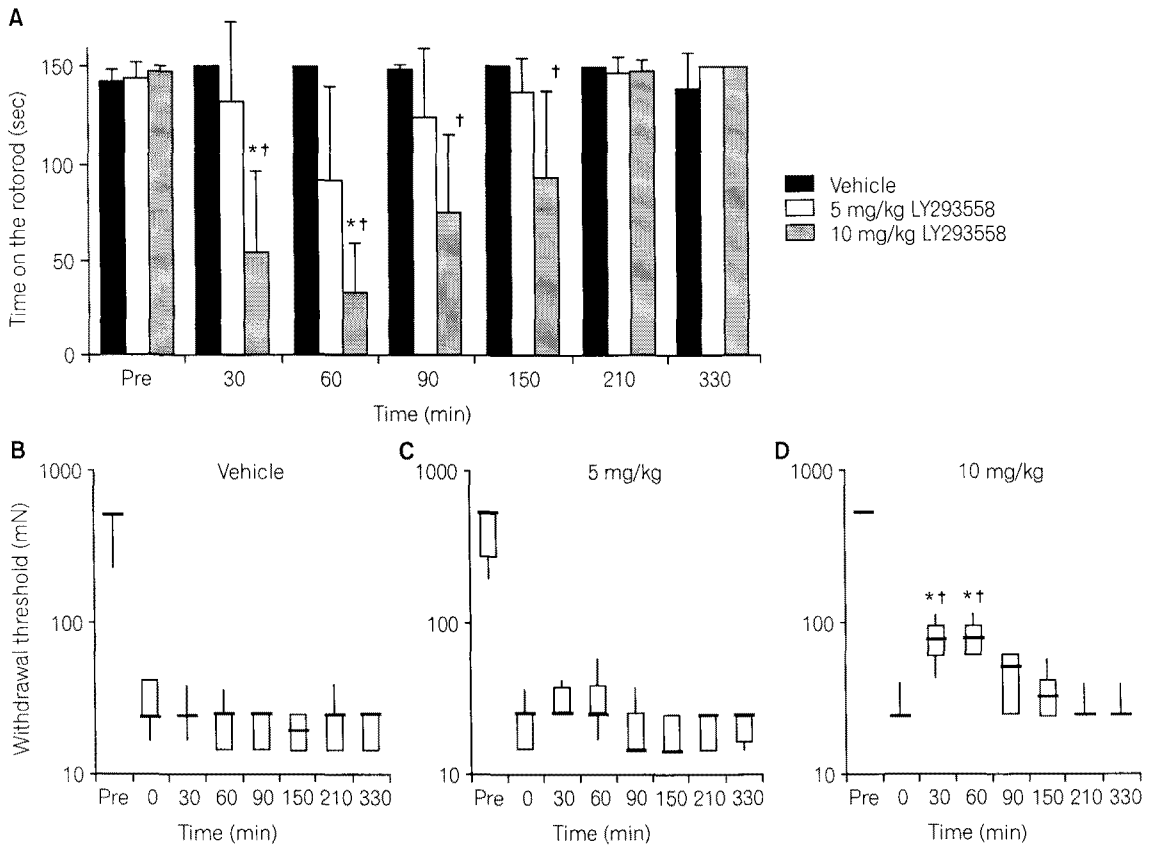 A
Time on the rotorod (sec)
150
100
50
0
*†
*†
†
†
Pre 30 60 90 150 210 330
Time (min)
Vehicle
5 mg/kg LY293558
10 mg/kg LY293558
B
Vehicle
Withdrawal threshold (mN)
1000
100
10
Pre 0 30 60 90 150 210 330
Time (min)
C
5 mg/kg
1000
100
10
Pre 0 30 60 90 150 210 330
Time (min)
D
10 mg/kg
1000
100
10
*† *†
Pre 0 30 60 90 150 210 330
Time (min)